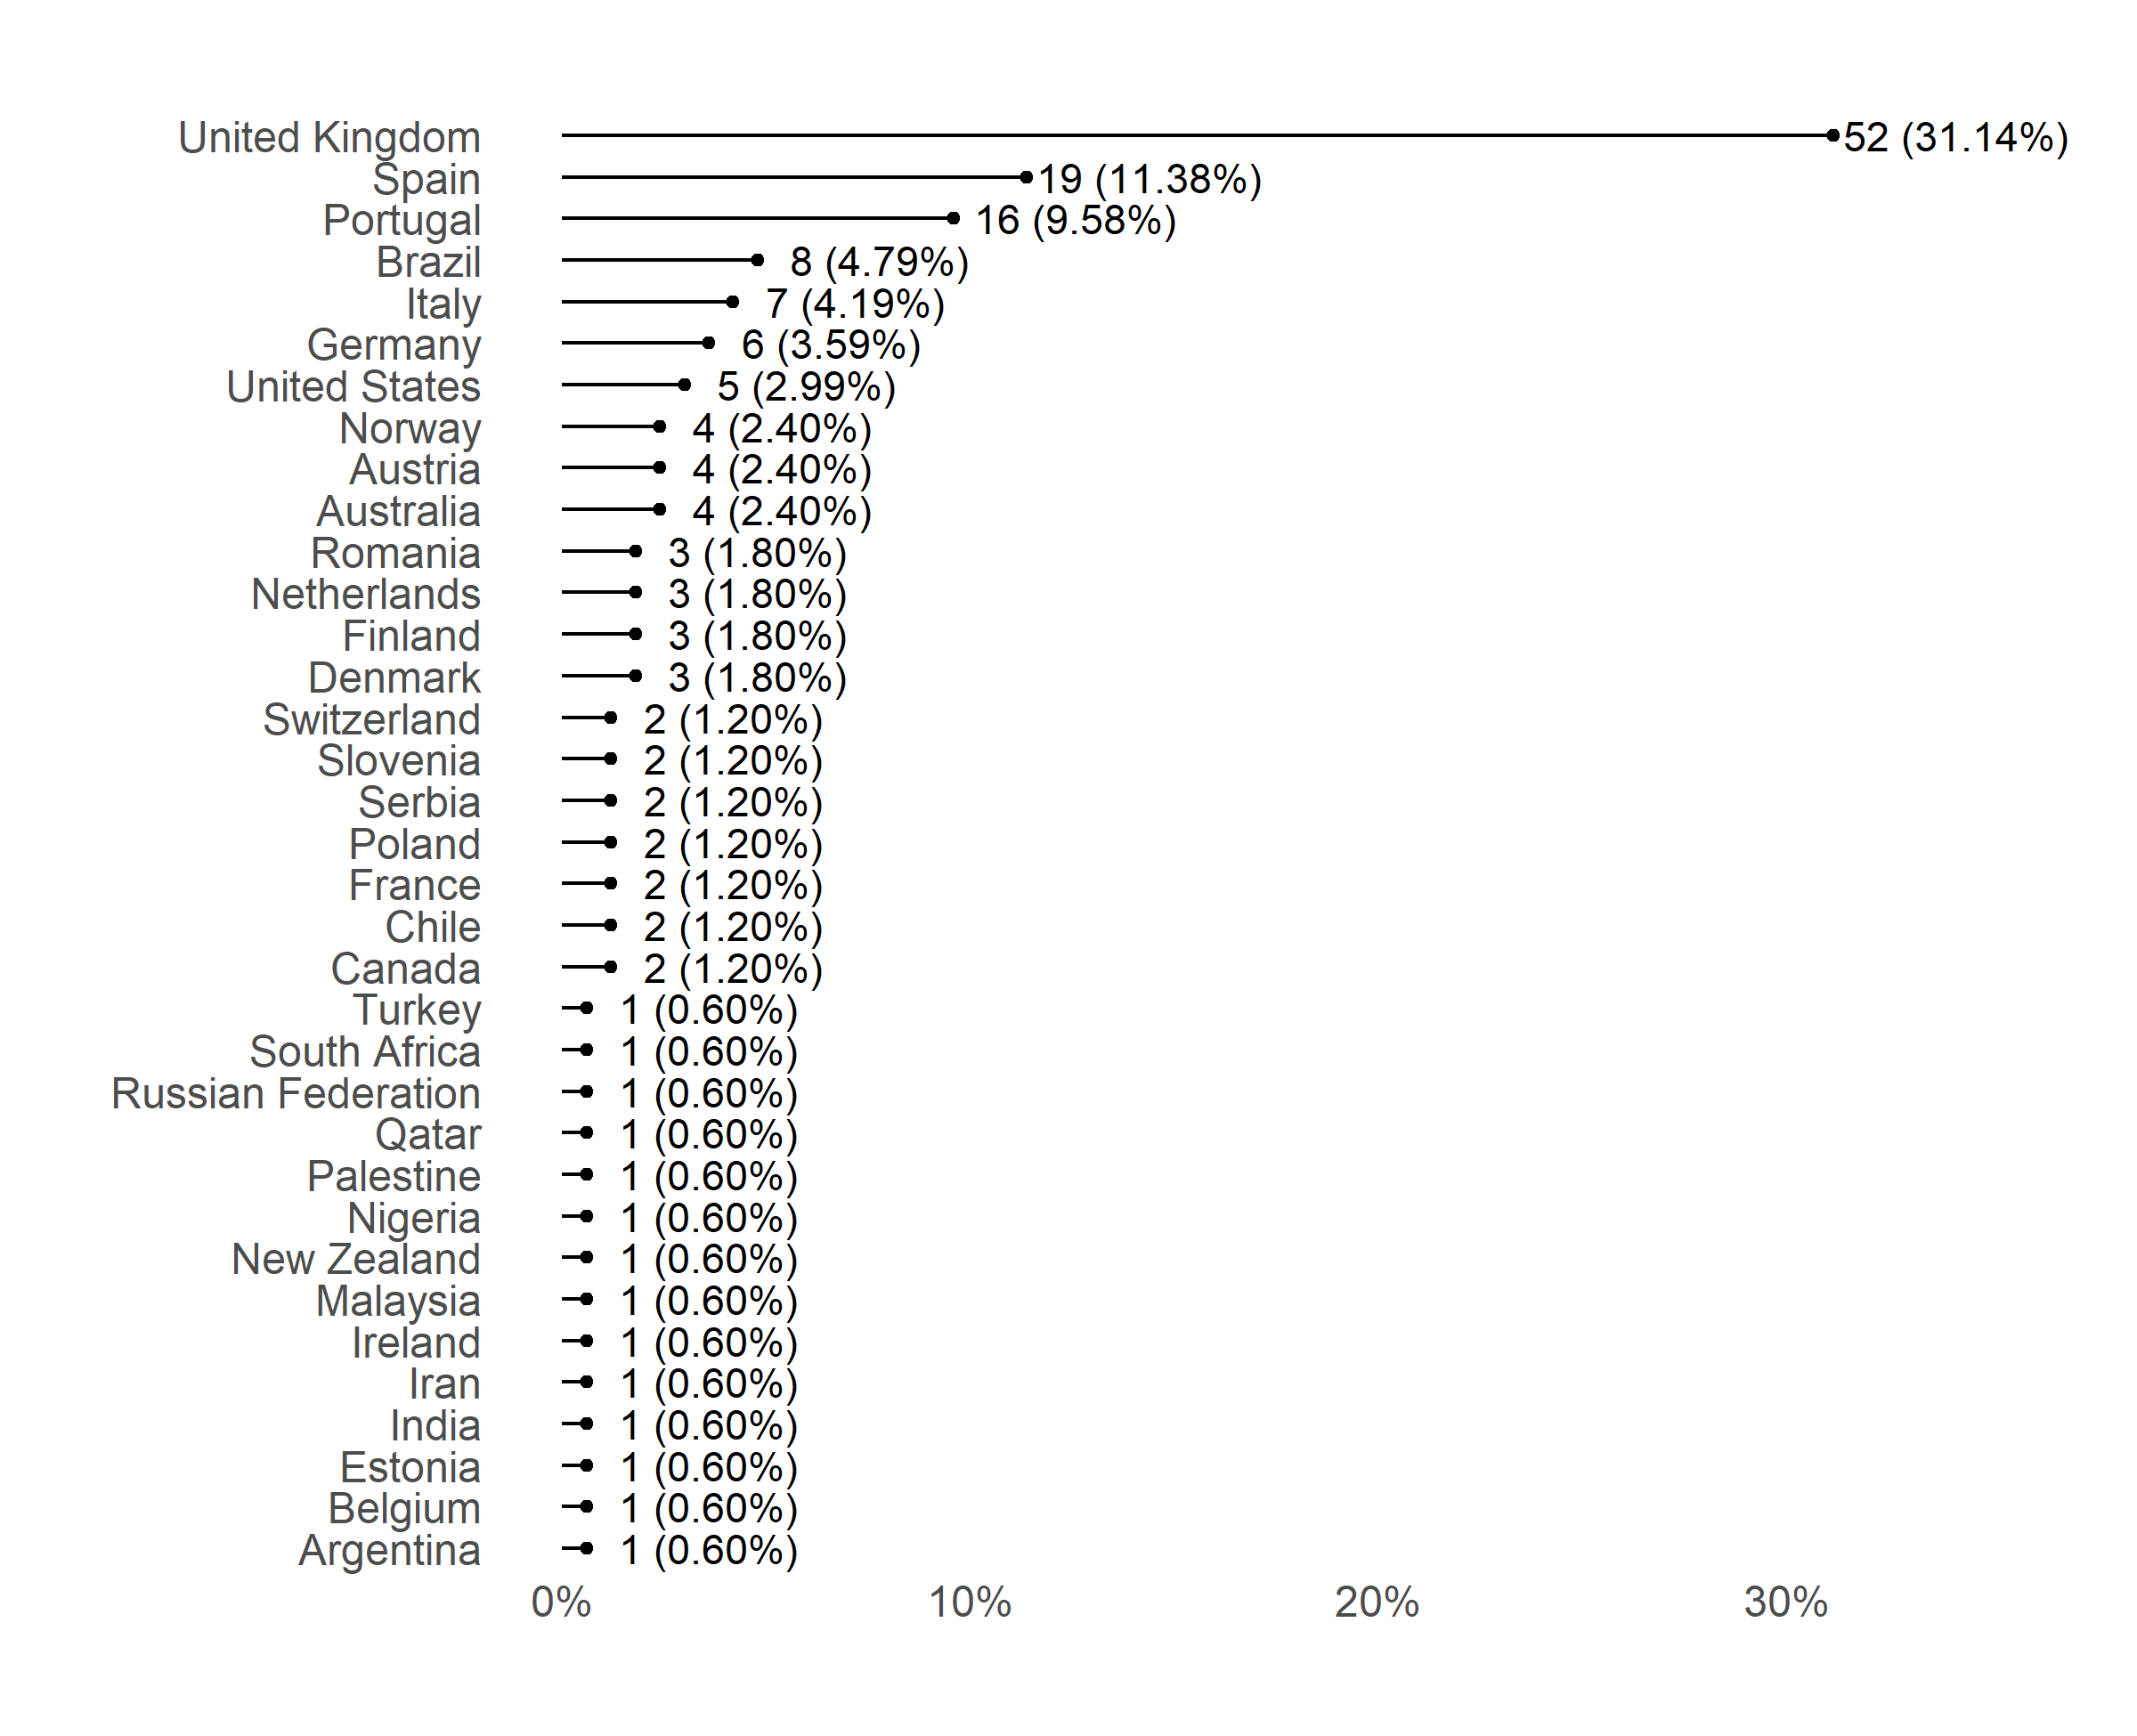 United Kingdom 52 (31.14%)
Spain 19 (11.38%)
Portugal 16 (9.58%)
Brazil 8 (4.79%)
Italy 7 (4.19%)
Germany 6 (3.59%)
United States 5 (2.99%)
Norway 4 (2.40%)
Austria 4 (2.40%)
Australia 4 (2.40%)
Romania 3 (1.80%)
Netherlands 3 (1.80%)
Finland 3 (1.80%)
Denmark 3 (1.80%)
Switzerland 2 (1.20%)
Slovenia 2 (1.20%)
Serbia 2 (1.20%)
Poland 2 (1.20%)
France 2 (1.20%)
Chile 2 (1.20%)
Canada 2 (1.20%)
Turkey 1 (0.60%)
South Africa 1 (0.60%)
Russian Federation 1 (0.60%)
Qatar 1 (0.60%)
Palestine 1 (0.60%)
Nigeria 1 (0.60%)
New Zealand 1 (0.60%)
Malaysia 1 (0.60%)
Ireland 1 (0.60%)
Iran 1 (0.60%)
India 1 (0.60%)
Estonia 1 (0.60%)
Belgium 1 (0.60%)
Argentina 1 (0.60%)
0% 10% 20% 30%